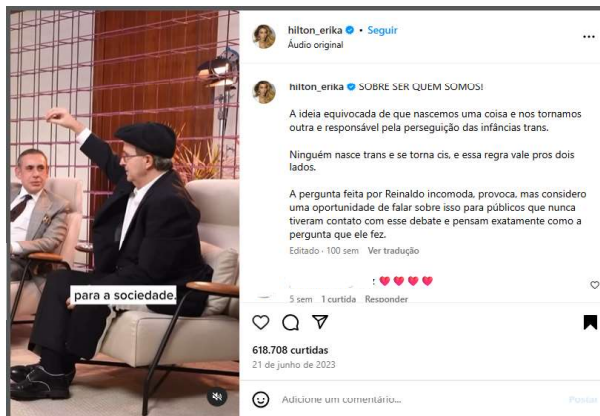 hilton_erika • Seguir
Áudio original
hilton_erika SOBRE SER QUEM SOMOS!
A ideia equivocada de que nascemos uma coisa e nos tornamos
outra e responsável pela perseguição das infâncias trans.
Ninguém nasce trans e se torna cis, e essa regra vale pros dois
lados.
A pergunta feita por Reinaldo incomoda, provoca, mas considero
uma oportunidade de falar sobre isso para públicos que nunca
tiveram contato com esse debate e pensam exatamente como a
pergunta que ele fez.
Editado · 100 sem Ver tradução
! ❤❤❤❤
5 sem 1 curtida Responder
para a sociedade.
618.708 curtidas
21 de junho de 2023
Adicione um comentário...
Postar